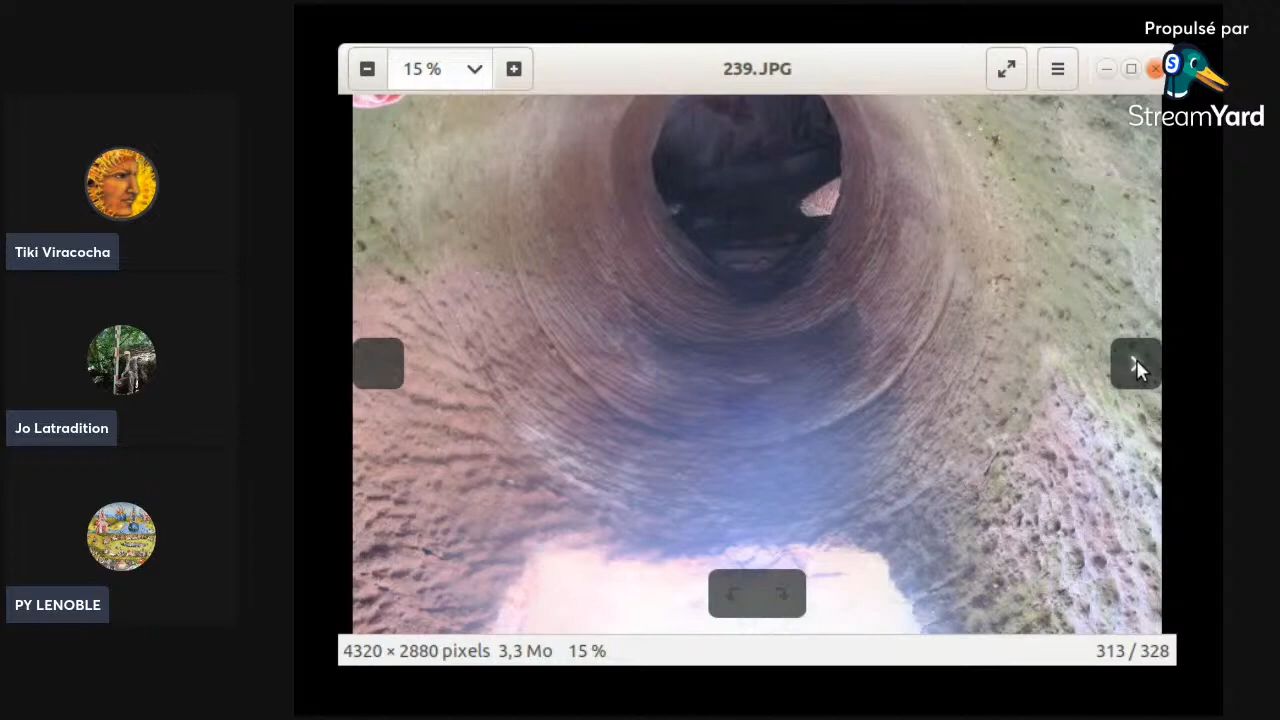 Propulsé par
StreamYard
15 %
239.JPG
Tiki Viracocha
Jo Latradition
PY LENOBLE
4320 × 2880 pixels 3,3 Mo 15 %
313 / 328